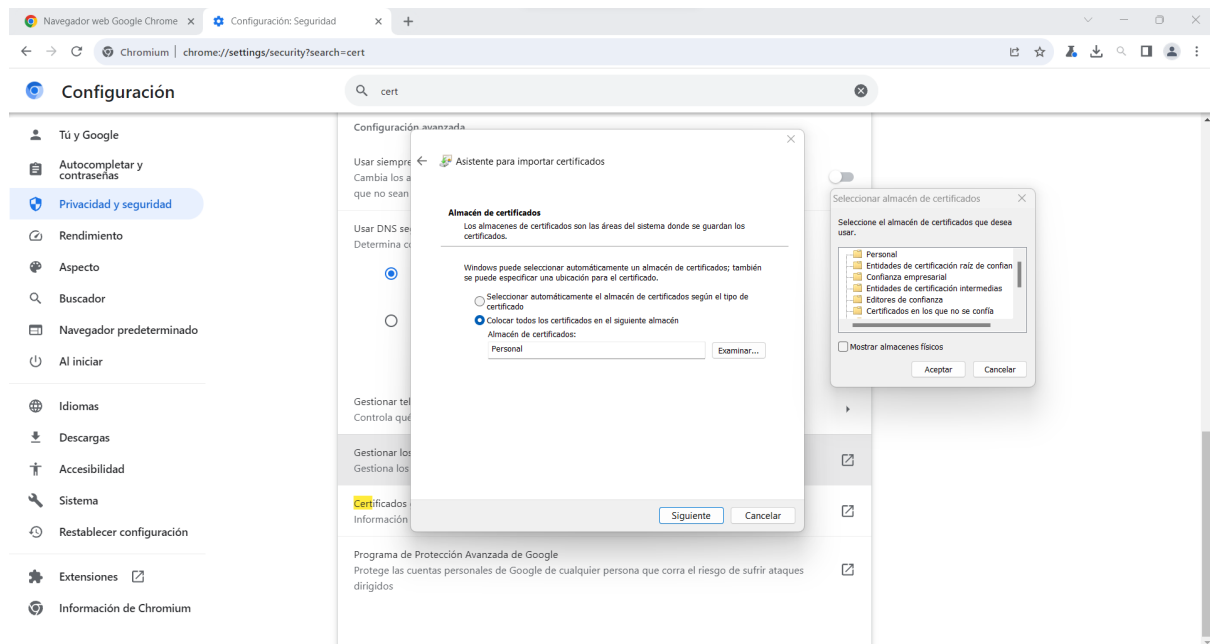 Navegador web Google Chrome
Configuración: Seguridad
Chromium
chrome://settings/security?search=cert
Configuración
cert
Tú y Google
Autocompletar y
contraseñas
Privacidad y seguridad
Rendimiento
Aspecto
Buscador
Navegador predeterminado
Al iniciar
Idiomas
Descargas
Accesibilidad
Sistema
Restablecer configuración
Extensiones
Información de Chromium
Configuración avanzada
Usar siempre
Cambia los a
que no sean
Usar DNS se
Determina co
Gestionar tel
Controla qué
Gestionar los
Gestiona los
Certificados
Información
Programa de Protección Avanzada de Google
Protege las cuentas personales de Google de cualquier persona que corra el riesgo de sufrir ataques
dirigidos
Asistente para importar certificados
Almacén de certificados
Los almacenes de certificados son las áreas del sistema donde se guardan los
certificados.
Windows puede seleccionar automáticamente un almacén de certificados; también
se puede especificar una ubicación para el certificado.
Seleccionar automáticamente el almacén de certificados según el tipo de
certificado
Colocar todos los certificados en el siguiente almacén
Almacén de certificados:
Personal
Examinar...
Siguiente
Cancelar
Seleccionar almacén de certificados
Seleccione el almacén de certificados que desea
usar.
Personal
Entidades de certificación raíz de confian
Confianza empresarial
Entidades de certificación intermedias
Editores de confianza
Certificados en los que no se confía
Mostrar almacenes físicos
Aceptar
Cancelar